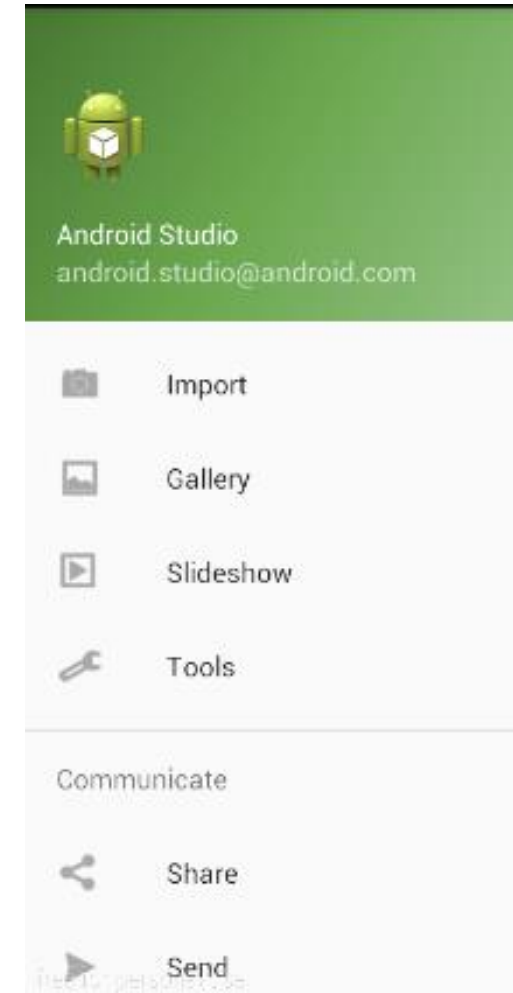 Android Studio
android.studio@android.com
Import
Gallery
Slideshow
Tools
Communicate
Share
Send